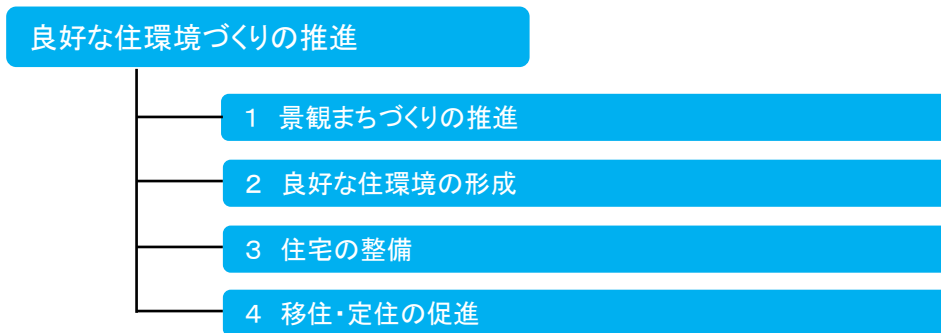 良好な住環境づくりの推進
１ 景観まちづくりの推進
２ 良好な住環境の形成
３ 住宅の整備
４ 移住・定住の促進